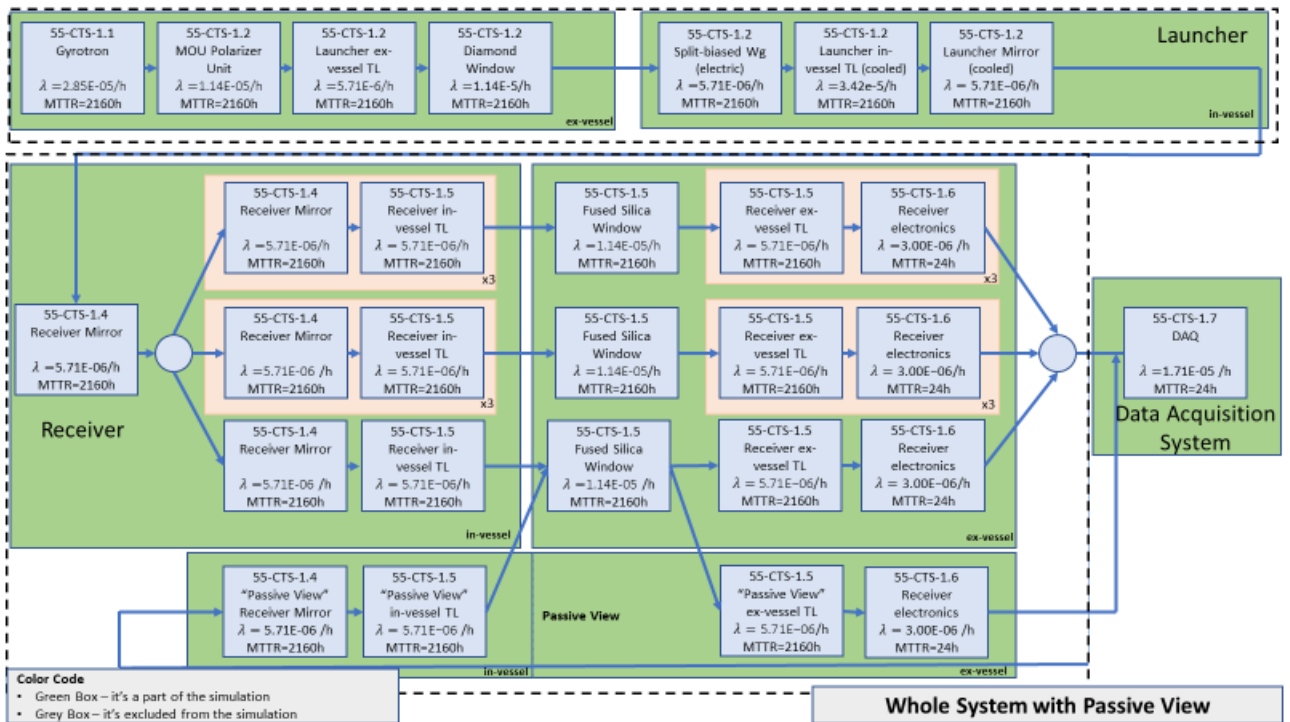 55-CTS-1.1
Gyrotron
λ =2.85E-05/h
MTTR=2160h
55-CTS-1.2
MOU Polarizer
Unit
λ =1.14E-05/h
MTTR=2160h
55-CTS-1.2
Launcher ex-
vessel TL
λ =5.71E-6/h
MTTR=2160h
55-CTS-1.2
Diamond
Window
λ =1.14E-5/h
MTTR=2160h
ex-vessel
55-CTS-1.2
Split-biased Wg
(electric)
λ =5.71E-06/h
MTTR=2160h
55-CTS-1.2
Launcher in-
vessel TL (cooled)
λ =3.42e-5/h
MTTR=2160h
55-CTS-1.2
Launcher Mirror
(cooled)
λ = 5.71E-06/h
MTTR=2160h
Launcher
in-vessel
55-CTS-1.4
Receiver Mirror
λ =5.71E-06/h
MTTR=2160h
Receiver
55-CTS-1.4
Receiver Mirror
λ =5.71E-06/h
MTTR=2160h
55-CTS-1.5
Receiver in-
vessel TL
λ = 5.71E-06/h
MTTR=2160h
x3
55-CTS-1.5
Fused Silica
Window
λ =1.14E-05/h
MTTR=2160h
55-CTS-1.5
Receiver ex-
vessel TL
λ = 5.71E-06/h
MTTR=2160h
55-CTS-1.6
Receiver
electronics
λ =3.00E-06 /h
MTTR=24h
x3
55-CTS-1.4
Receiver Mirror
λ =5.71E-06 /h
MTTR=2160h
55-CTS-1.5
Receiver in-
vessel TL
λ = 5.71E-06/h
MTTR=2160h
x3
55-CTS-1.5
Fused Silica
Window
λ =1.14E-05/h
MTTR=2160h
55-CTS-1.5
Receiver ex-
vessel TL
λ = 5.71E-06/h
MTTR=2160h
55-CTS-1.6
Receiver
electronics
λ = 3.00E-06/h
MTTR=24h
x3
55-CTS-1.4
Receiver Mirror
λ =5.71E-06 /h
MTTR=2160h
55-CTS-1.5
Receiver in-
vessel TL
λ = 5.71E-06/h
MTTR=2160h
in-vessel
55-CTS-1.5
Fused Silica
Window
λ =1.14E-05 /h
MTTR=2160h
55-CTS-1.5
Receiver ex-
vessel TL
λ = 5.71E-06/h
MTTR=2160h
55-CTS-1.6
Receiver
electronics
λ = 3.00E-06/h
MTTR=24h
ex-vessel
55-CTS-1.7
DAQ
λ =1.71E-05 /h
MTTR=24h
Data Acquisition
System
55-CTS-1.4
"Passive View"
Receiver Mirror
λ = 5.71E-06 /h
MTTR=2160h
55-CTS-1.5
"Passive View"
in-vessel TL
λ = 5.71E-06 /h
MTTR=2160h
in-vessel
Passive View
55-CTS-1.5
"Passive View"
ex-vessel TL
λ = 5.71E-06/h
MTTR=2160h
55-CTS-1.6
Receiver
electronics
λ = 3.00E-06 /h
MTTR=24h
ex-vessel
Color Code
• Green Box – it's a part of the simulation
• Grey Box – it's excluded from the simulation
Whole System with Passive View